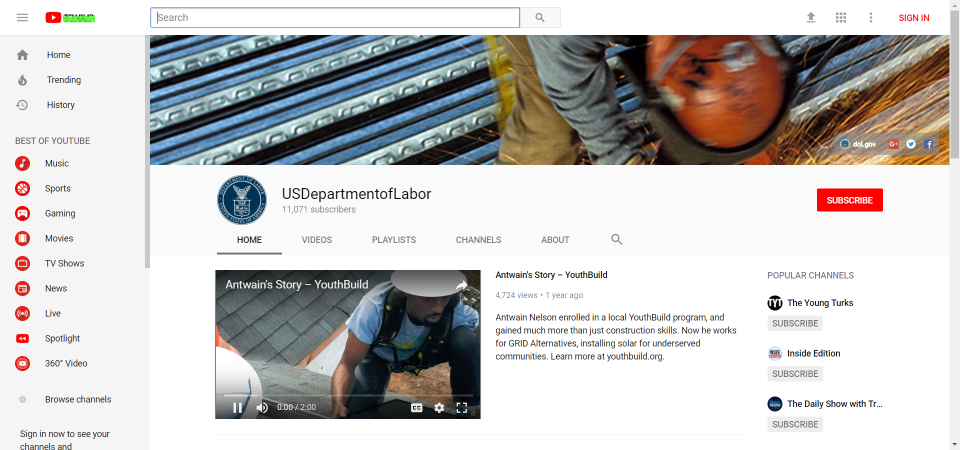 Search
SIGN IN
Home
Trending
History
BEST OF YOUTUBE
Music
Sports
Gaming
Movies
TV Shows
News
Live
Spotlight
360° Video
Browse channels
Sign in now to see your
channels and
dol.gov
USDepartmentofLabor
11,071 subscribers
SUBSCRIBE
HOME
VIDEOS
PLAYLISTS
CHANNELS
ABOUT
Antwain's Story – YouthBuild
CC
0:00 / 2:00
Antwain's Story – YouthBuild
4,724 views • 1 year ago
Antwain Nelson enrolled in a local YouthBuild program, and
gained much more than just construction skills. Now he works
for GRID Alternatives, installing solar for underserved
communities. Learn more at youthbuild.org.
POPULAR CHANNELS
TYT
The Young Turks
SUBSCRIBE
Inside Edition
SUBSCRIBE
The Daily Show with Tr...
SUBSCRIBE